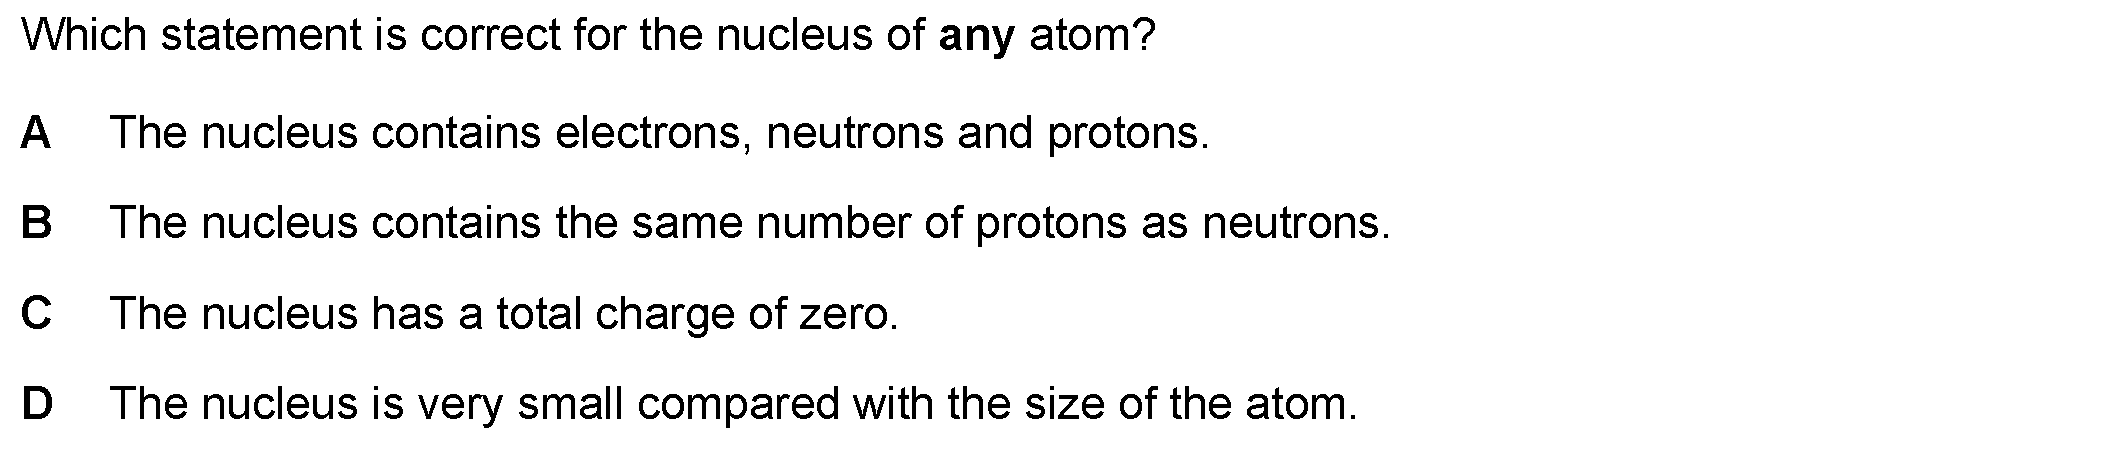 Which statement is correct for the nucleus of any atom?
A The nucleus contains electrons, neutrons and protons.
B The nucleus contains the same number of protons as neutrons.
C The nucleus has a total charge of zero.
D The nucleus is very small compared with the size of the atom.